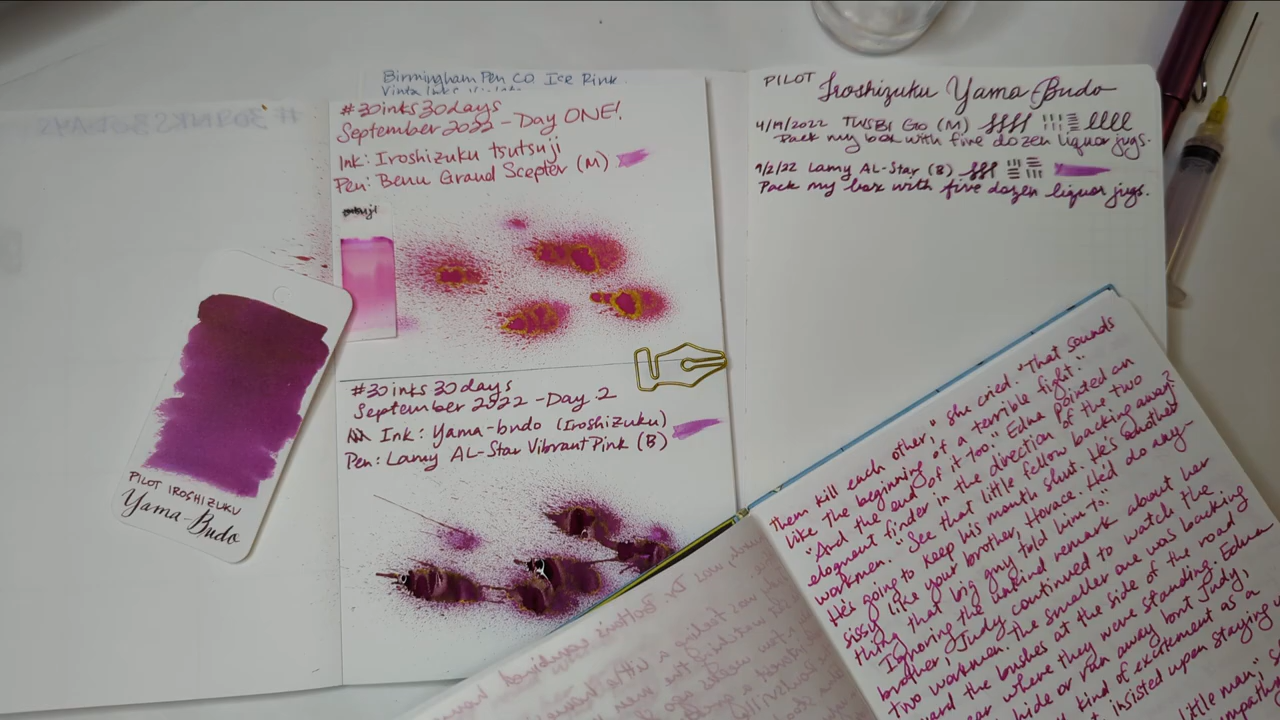 Birmingham Pen Co Ice Rink
#30inks30days
September 2022 - Day ONE!
Ink: Iroshizuku tsutsuji
Pen: Benu Grand Scepter (M)
#30inks 30 days
September 2022 - Day 2
Ink: Yama-budo (Iroshizuku)
Pen: Lamy AL-Star Vibrant Pink (B)
PILOT IROSHIZUKU
Yama-Budo
PILOT Iroshizuku Yama-Budo
4/19/2022 TWSBI Go (M)
Pack my box with five dozen liquor jugs.
9/2/22 Lamy AL-Star (B)
Pack my box with five dozen liquor jugs.
them kill each other," she cried. "That sounds
like the beginning of a terrible fight."
"And the end of it too." Edna pointed an
eloquent finder in the direction of the two
workmen. "See that little fellow backing away?
He's going to keep his mouth shut. He's another
sissy like your brother, Horace. He'd do any-
thing that big guy told him to."
Ignoring the unkind remark about her
brother, Judy continued to watch the
two workmen. The smaller one was backing
toward the bushes at the side of the road
near where they were standing. Edna
hide or run away but Judy,
kind of excitement as a
insisted upon staying
little man,"